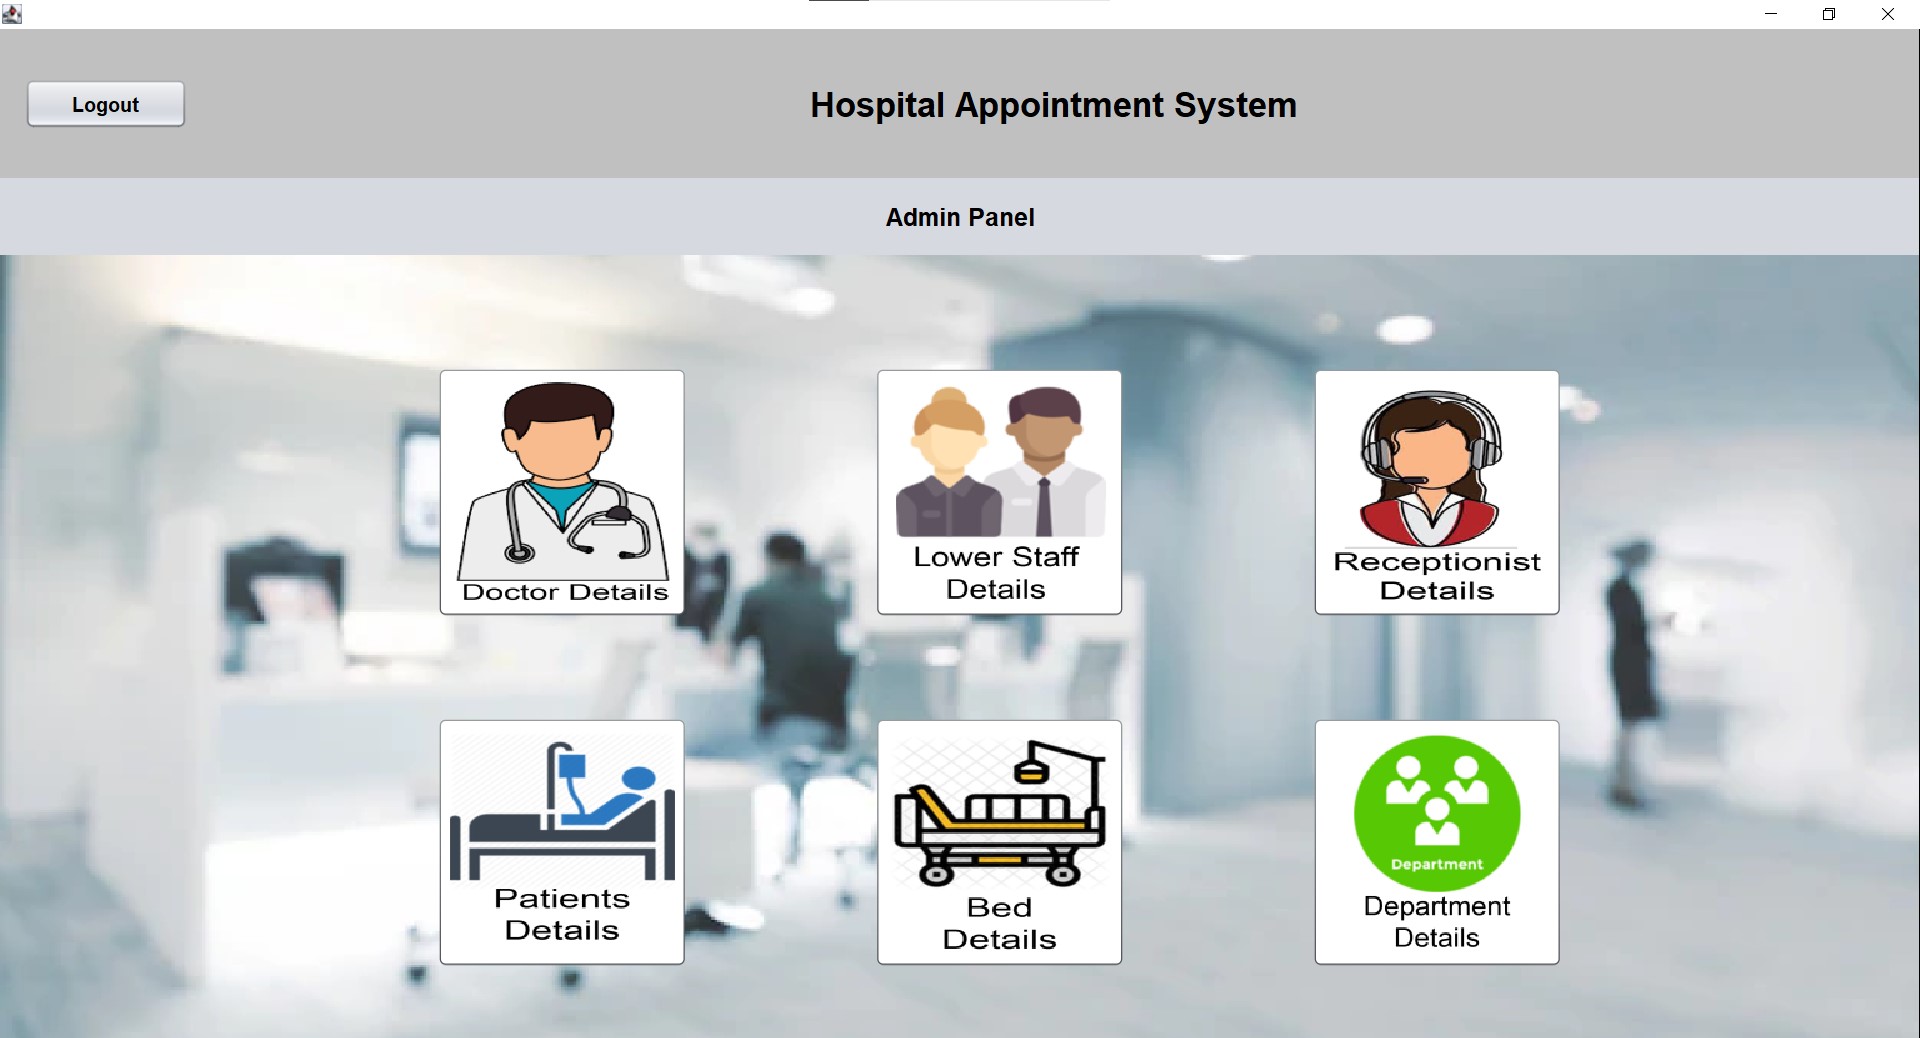 Logout
Hospital Appointment System
Admin Panel
Doctor Details
Lower Staff
Details
Receptionist
Details
Patients
Details
Bed
Details
Department
Department
Details